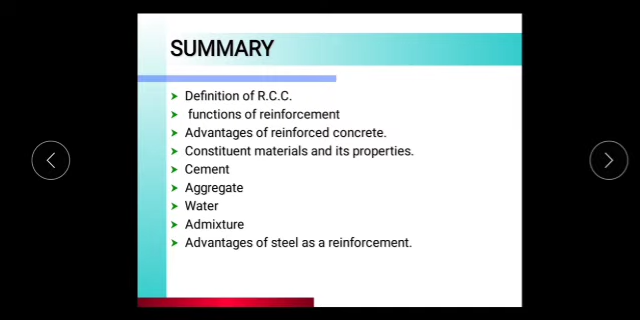 SUMMARY
Definition of R.C.C.
functions of reinforcement
Advantages of reinforced concrete.
Constituent materials and its properties.
Cement
Aggregate
Water
Admixture
Advantages of steel as a reinforcement.